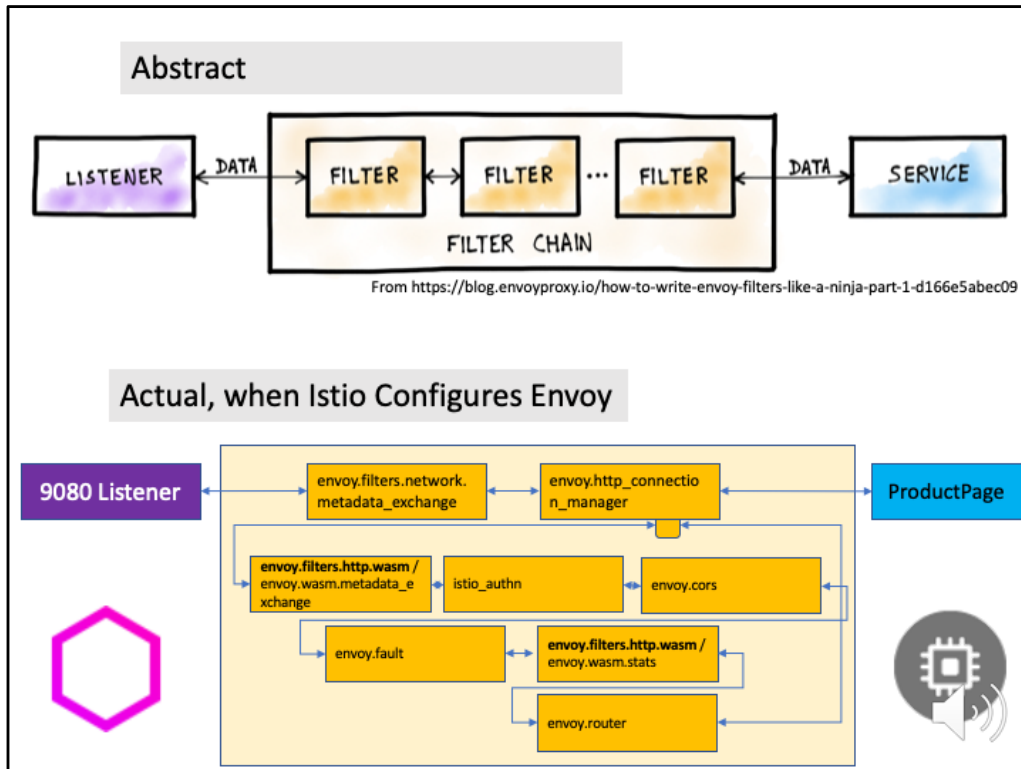 Abstract
LISTENER
DATA
FILTER
FILTER
...
FILTER
DATA
SERVICE
FILTER CHAIN
From https://blog.envoyproxy.io/how-to-write-envoy-filters-like-a-ninja-part-1-d166e5abec09
Actual, when Istio Configures Envoy
9080 Listener
envoy.filters.network.
metadata_exchange
envoy.http_connectio
n_manager
ProductPage
envoy.filters.http.wasm /
envoy.wasm.metadata_e
xchange
istio_authn
envoy.cors
envoy.fault
envoy.filters.http.wasm /
envoy.wasm.stats
envoy.router